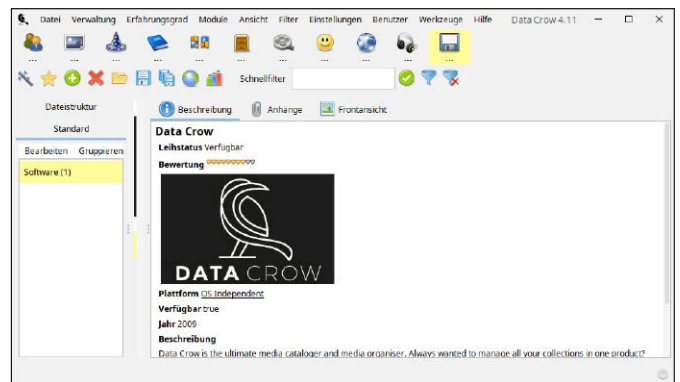 Datei Verwaltung Erfahrungsgrad Module Ansicht Filter Einstellungen Benutzer Werkzeuge Hilfe Data Crow 4.11
... ... ... ... ... ... ... ... ... ... ...
Schnellfilter
Dateistruktur
Standard
Bearbeiten Gruppieren
Software (1)
Beschreibung Anhänge Frontansicht
Data Crow
Leihstatus Verfügbar
Bewertung
DATA CROW
Plattform OS Independent
Verfügbar true
Jahr 2009
Beschreibung
Data Crow is the ultimate media cataloger and media organiser. Always wanted to manage all your collections in one product?